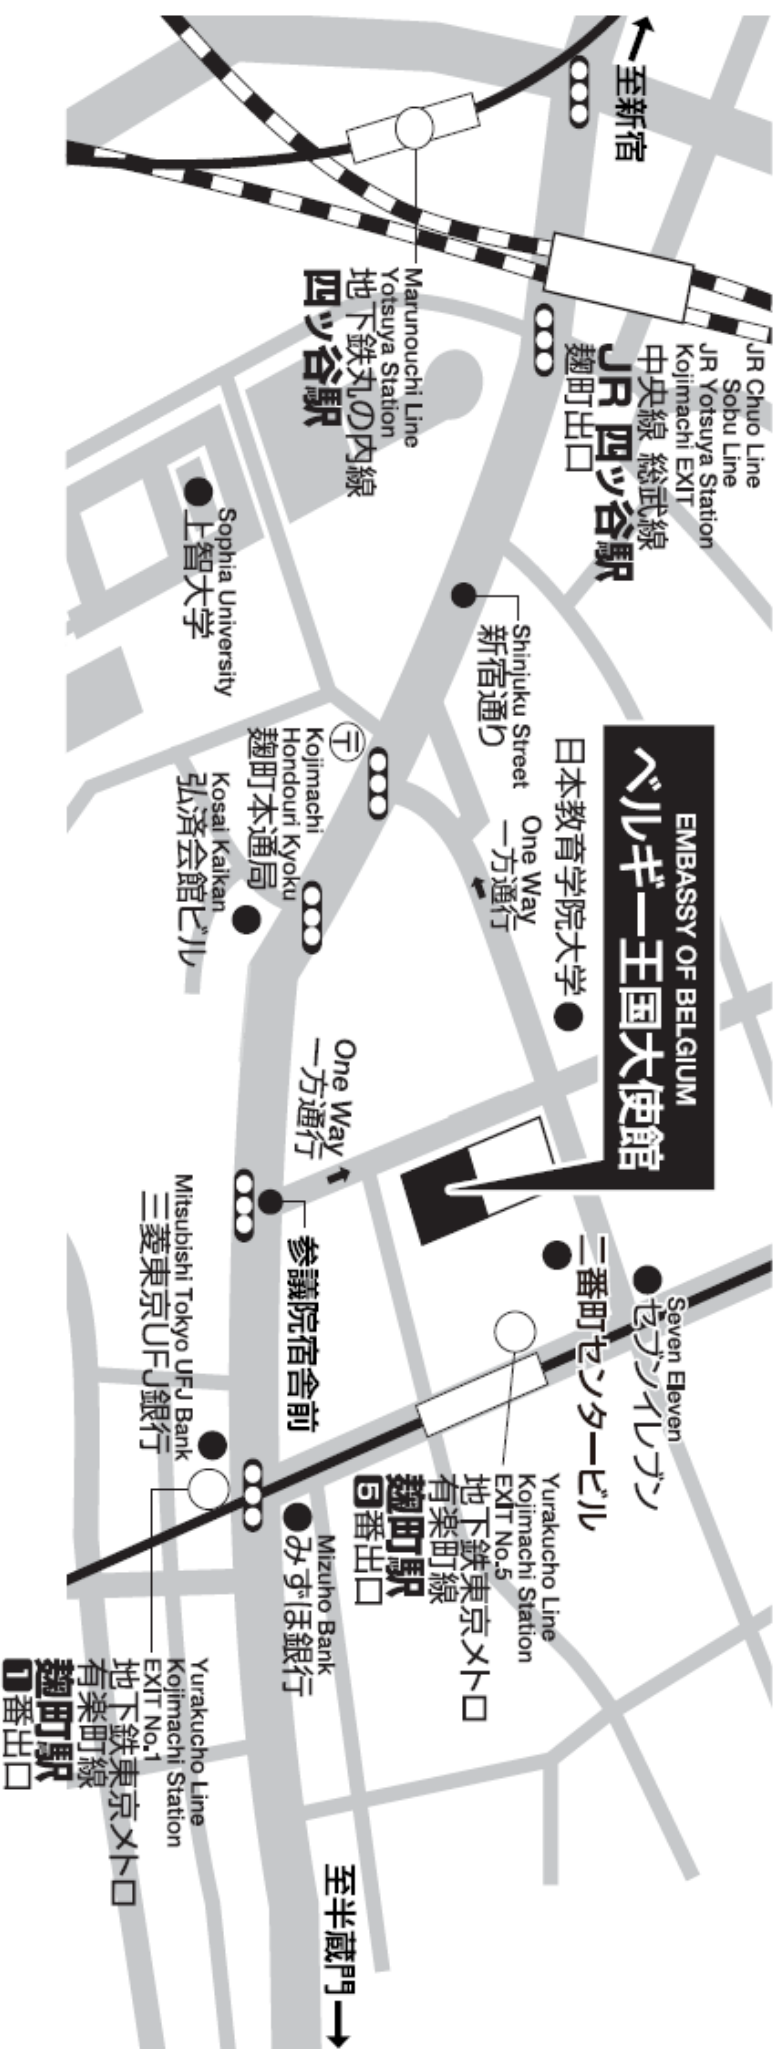 至新宿
Marunouchi Line
Yotsuya Station
地下鉄丸の内線
四ッ谷駅
JR Chuo Line
Sobu Line
JR Yotsuya Station
Kojimachi EXIT
中央線 総武線
JR 四ッ谷駅
麹町出口
Sophia University
上智大学
Shinjuku Street
新宿通り
〒
Kojimachi
Hondouri Kyoku
麹町本通局
Kosai Kaikan
弘済会館ビル
One Way
一方通行
日本教育学院大学
EMBASSY OF BELGIUM
ベルギー王国大使館
One Way
一方通行
参議院宿舎前
二番町センタービル
Seven Eleven
セブンイレブン
Mitsubishi Tokyo UFJ Bank
三菱東京UFJ銀行
Yurakucho Line
Kojimachi Station
EXIT No.5
地下鉄東京メトロ
有楽町線
麹町駅
5番出口
Mizuho Bank
みずほ銀行
Yurakucho Line
Kojimachi Station
EXIT No.1
地下鉄東京メトロ
有楽町線
麹町駅
1番出口
至半蔵門